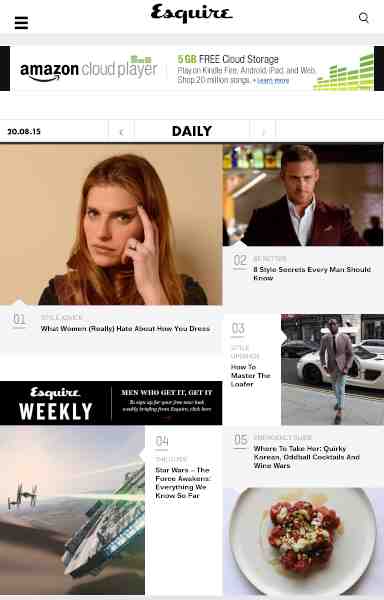 Esquire
amazon cloud player
5 GB FREE Cloud Storage
Play on Kindle Fire, Android, iPad, and Web.
Shop 20 million songs. Learn more
20.08.15
DAILY
01
STYLE ADVICE
What Women (Really) Hate About How You Dress
02
BE BETTER
8 Style Secrets Every Man Should
Know
03
STYLE
UPGRADE
How To
Master The
Loafer
Esquire
WEEKLY
MEN WHO GET IT, GET IT
To sign up for your free new look
weekly briefing from Esquire, click here
04
THE GUIDE
Star Wars – The
Force Awakens:
Everything We
Know So Far
05
EMERGENCY GUIDE
Where To Take Her: Quirky
Korean, Oddball Cocktails And
Wine Wars